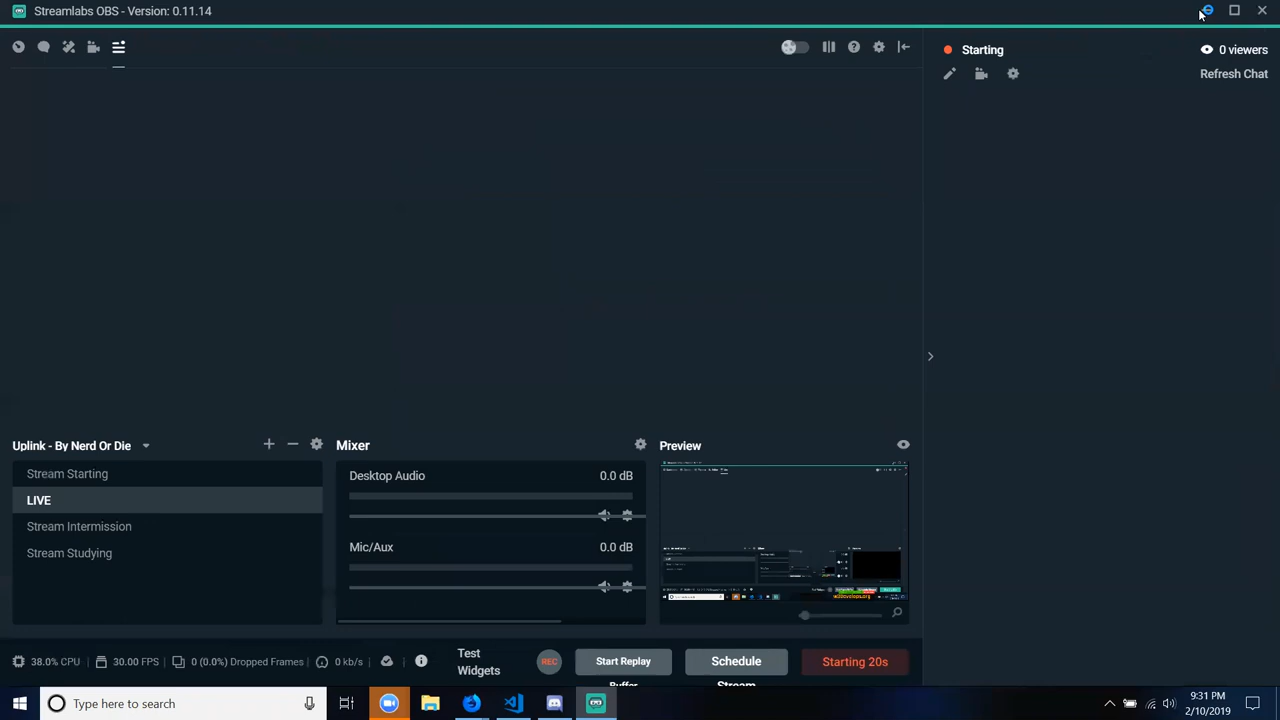 Streamlabs OBS - Version: 0.11.14
Starting
0 viewers
Refresh Chat
Uplink - By Nerd Or Die
Mixer
Preview
Stream Starting
LIVE
Stream Intermission
Stream Studying
Desktop Audio
0.0 dB
Mic/Aux
0.0 dB
38.0% CPU
30.00 FPS
0 (0.0%) Dropped Frames
0 kb/s
Test
Widgets
REC
Start Replay
Buffer
Schedule
Stream
Starting 20s
Type here to search
9:31 PM
2/10/2019